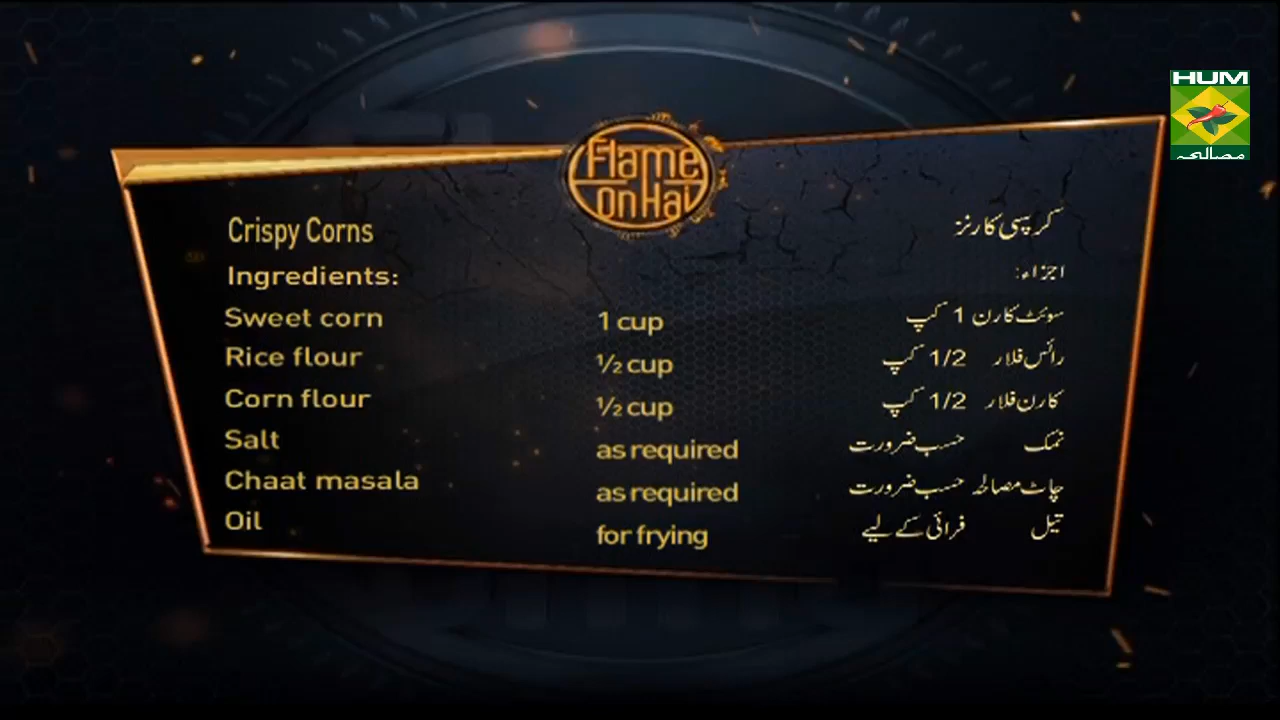 HUM
مصالحہ
Flame
on Hai
Crispy Corns کرسپی کارنز
Ingredients: اجزاء:
Sweet corn 1 cup سوئٹ کارن 1 کپ
Rice flour ½ cup رائس فلار 1/2 کپ
Corn flour ½ cup کارن فلار 1/2 کپ
Salt as required نمک حسب ضرورت
Chaat masala as required چاٹ مصالحہ حسب ضرورت
Oil for frying تیل فرائی کے لیے